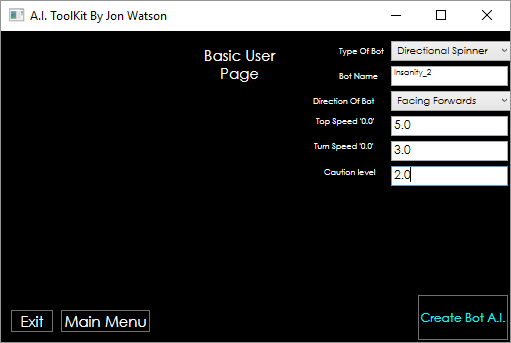 A.I. ToolKit By Jon Watson
Basic User
Page
Type Of Bot
Directional Spinner
Bot Name
Insanity_2
Direction Of Bot
Facing Forwards
Top Speed '0.0'
5.0
Turn Speed '0.0'
3.0
Caution level
2.0
Exit
Main Menu
Create Bot A.I.